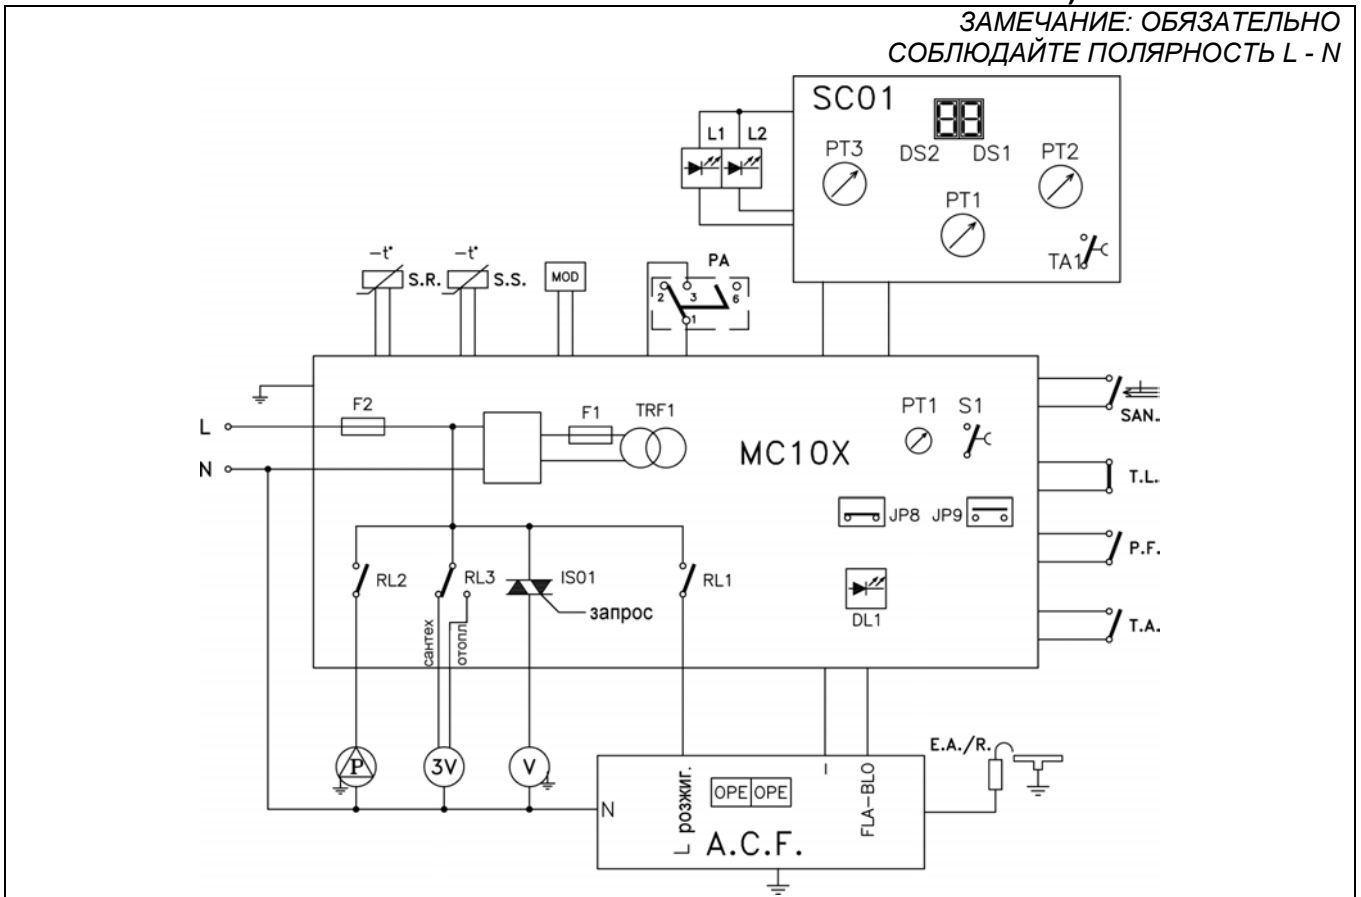 ЗАМЕЧАНИЕ: ОБЯЗАТЕЛЬНО
СОБЛЮДАЙТЕ ПОЛЯРНОСТЬ L - N
SC01
88
L1 L2
PT3 DS2 DS1 PT2
PT1
TA1
-t° S.R. -t° S.S. MOD
PA
2 3 6
1
F2 F1 TRF1 PT1 S1
L
N
MC10X
SAN.
T.L.
JP8 JP9
P.F.
RL2 RL3 ISO1 RL1
запрос
DL1
T.A.
сантех
отопл
P 3V V
E.A./R.
N
L розжиг.
OPE OPE
–
FLA-BLO
A.C.F.